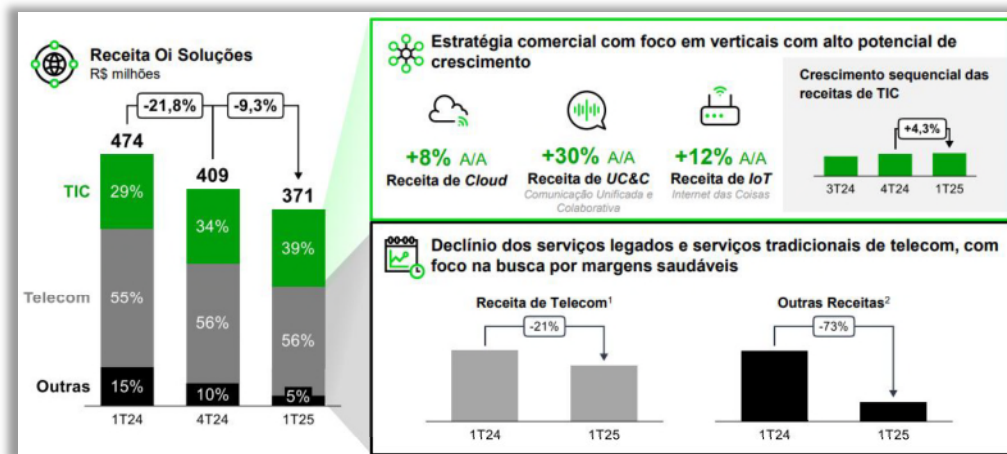 Receita Oi Soluções
R$ milhões
-21,8%
-9,3%
474
409
371
TIC
29%
34%
39%
Telecom
55%
56%
56%
Outras
15%
10%
5%
1T24
4T24
1T25
Estratégia comercial com foco em verticais com alto potencial de
crescimento
+8% A/A
Receita de Cloud
+30% A/A
Receita de UC&C
Comunicação Unificada e
Colaborativa
+12% A/A
Receita de IoT
Internet das Coisas
Crescimento sequencial das
receitas de TIC
+4,3%
3T24
4T24
1T25
Declínio dos serviços legados e serviços tradicionais de telecom, com
foco na busca por margens saudáveis
Receita de Telecom¹
-21%
1T24
1T25
Outras Receitas²
-73%
1T24
1T25